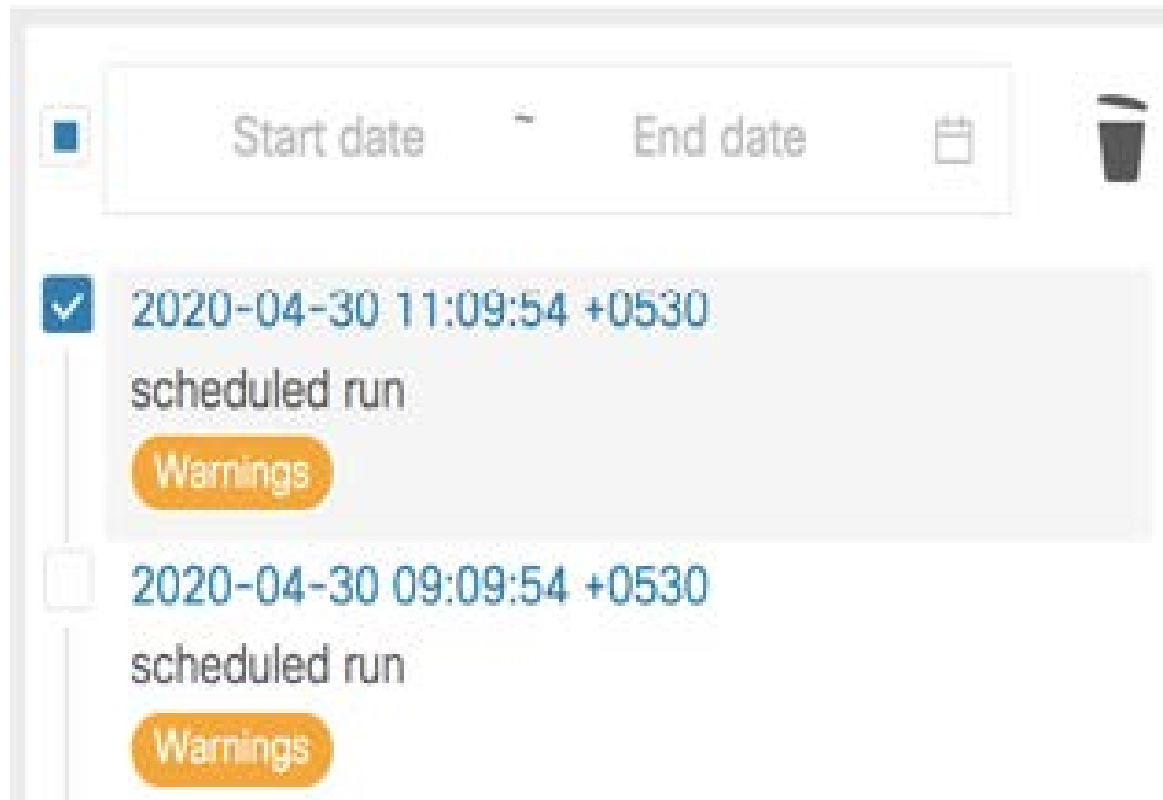 Start date ~ End date
2020-04-30 11:09:54 +0530
scheduled run
Warnings
2020-04-30 09:09:54 +0530
scheduled run
Warnings